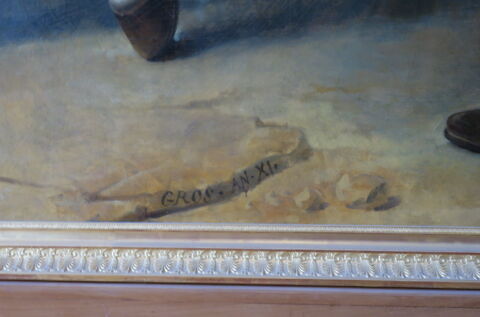 GROS. AN. XI.